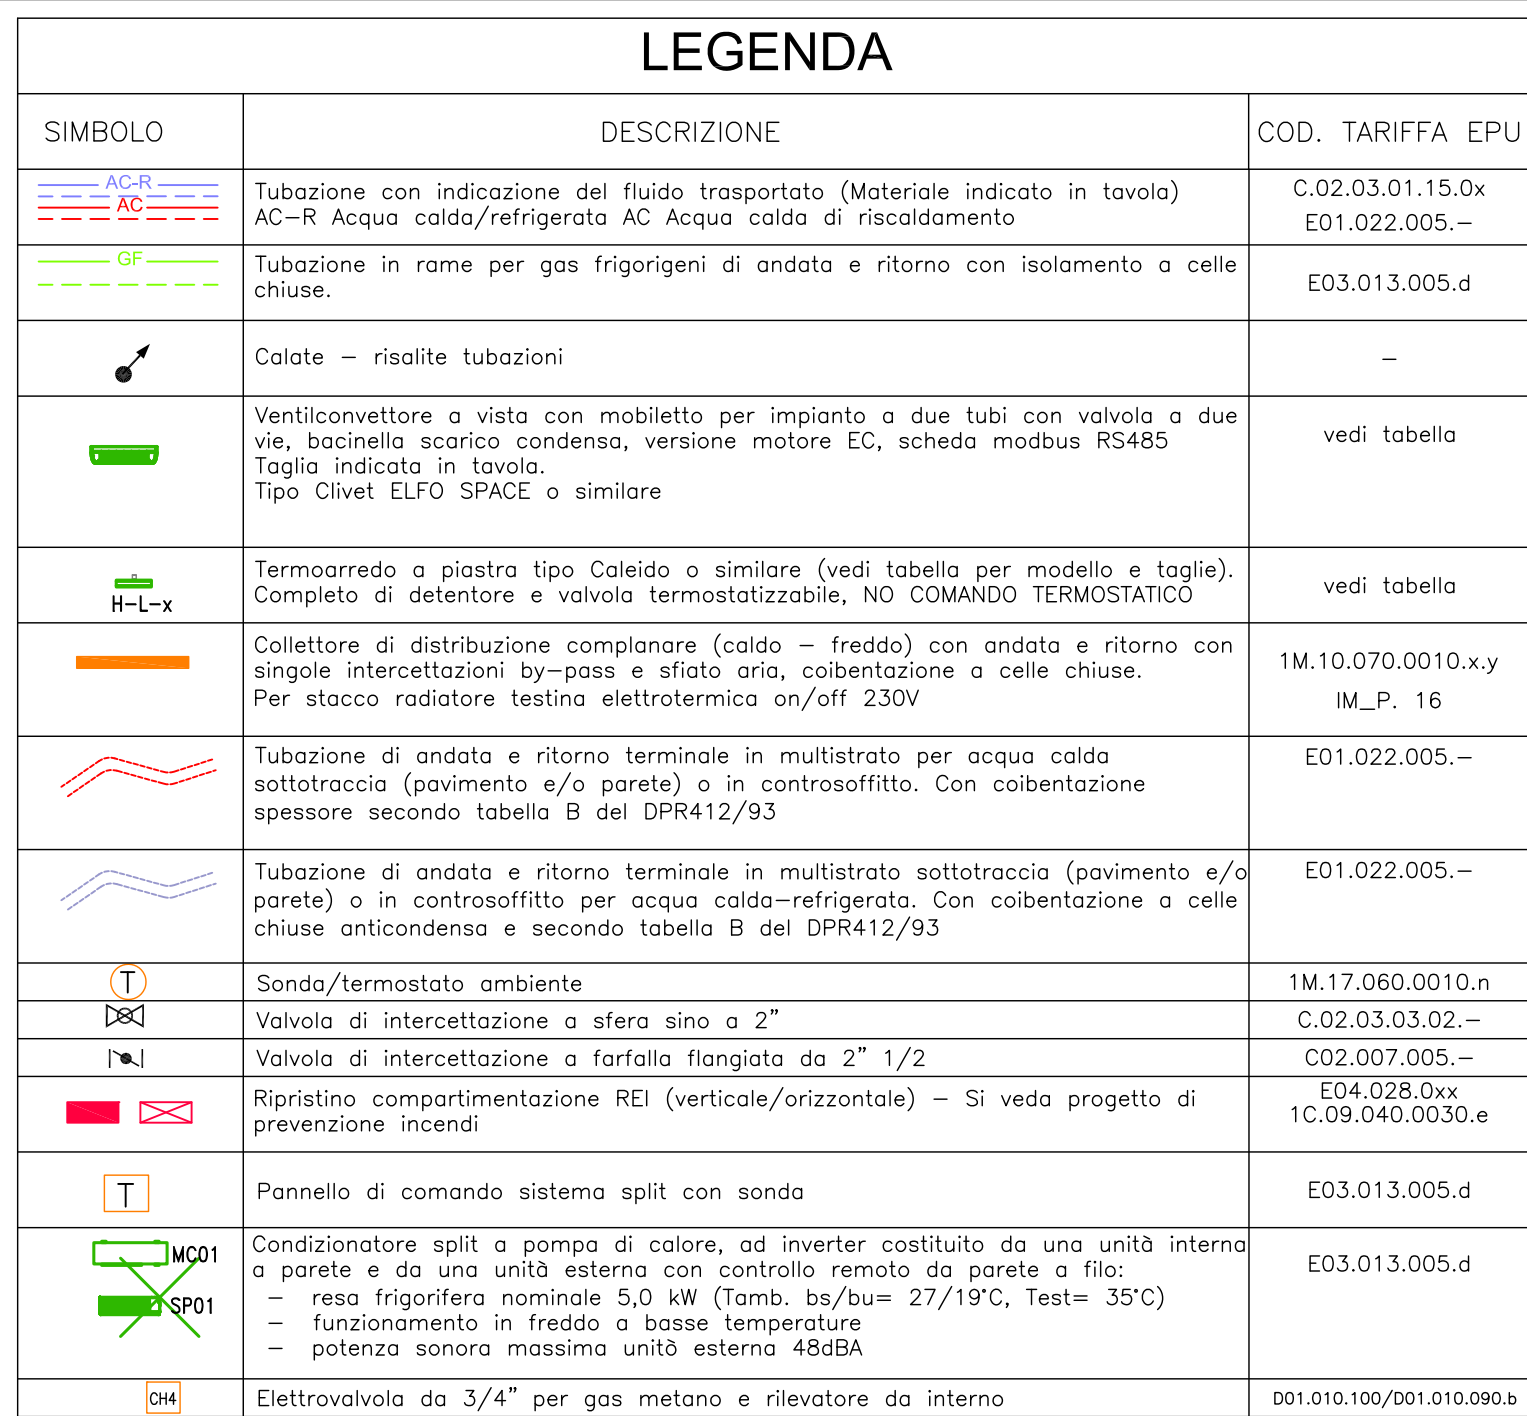 LEGENDA
SIMBOLO
DESCRIZIONE
COD. TARIFFA EPU
AC-R
AC
Tubazione con indicazione del fluido trasportato (Materiale indicato in tavola)
AC-R Acqua calda/refrigerata AC Acqua calda di riscaldamento
C.02.03.01.15.0x
E01.022.005.-
GF
Tubazione in rame per gas frigorigeni di andata e ritorno con isolamento a celle
chiuse.
E03.013.005.d
Calate - risalite tubazioni
-
Ventilconvettore a vista con mobiletto per impianto a due tubi con valvola a due
vie, bacinella scarico condensa, versione motore EC, scheda modbus RS485
Taglia indicata in tavola.
Tipo Clivet ELFO SPACE o similare
vedi tabella
H-L-x
Termoarredo a piastra tipo Caleido o similare (vedi tabella per modello e taglie).
Completo di detentore e valvola termostatizzabile, NO COMANDO TERMOSTATICO
vedi tabella
Collettore di distribuzione complanare (caldo - freddo) con andata e ritorno con
singole intercettazioni by-pass e sfiato aria, coibentazione a celle chiuse.
Per stacco radiatore testina elettrotermica on/off 230V
1M.10.070.0010.x.y
IM_P. 16
Tubazione di andata e ritorno terminale in multistrato per acqua calda
sottotraccia (pavimento e/o parete) o in controsoffitto. Con coibentazione
spessore secondo tabella B del DPR412/93
E01.022.005.-
Tubazione di andata e ritorno terminale in multistrato sottotraccia (pavimento e/o
parete) o in controsoffitto per acqua calda-refrigerata. Con coibentazione a celle
chiuse anticondensa e secondo tabella B del DPR412/93
E01.022.005.-
T
Sonda/termostato ambiente
1M.17.060.0010.n
Valvola di intercettazione a sfera sino a 2”
C.02.03.03.02.-
Valvola di intercettazione a farfalla flangiata da 2” 1/2
C02.007.005.-
Ripristino compartimentazione REI (verticale/orizzontale) - Si veda progetto di
prevenzione incendi
E04.028.0xx
1C.09.040.0030.e
T
Pannello di comando sistema split con sonda
E03.013.005.d
MC01
SP01
Condizionatore split a pompa di calore, ad inverter costituito da una unità interna
a parete e da una unità esterna con controllo remoto da parete a filo:
- resa frigorifera nominale 5,0 kW (Tamb. bs/bu= 27/19°C, Test= 35°C)
- funzionamento in freddo a basse temperature
- potenza sonora massima unitò esterna 48dBA
E03.013.005.d
CH4
Elettrovalvola da 3/4” per gas metano e rilevatore da interno
D01.010.100/D01.010.090.b